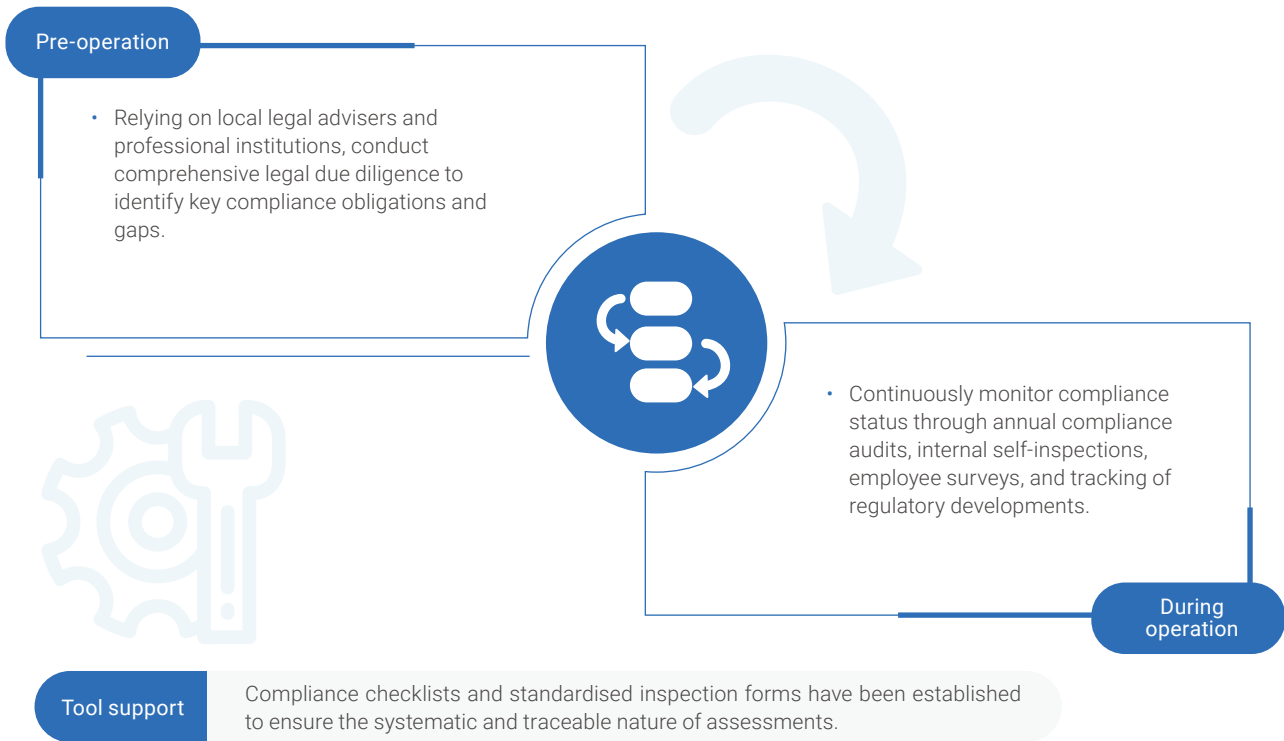 Pre-operation
• Relying on local legal advisers and
professional institutions, conduct
comprehensive legal due diligence to
identify key compliance obligations and
gaps.
• Continuously monitor compliance
status through annual compliance
audits, internal self-inspections,
employee surveys, and tracking of
regulatory developments.
During
operation
Tool support
Compliance checklists and standardised inspection forms have been established
to ensure the systematic and traceable nature of assessments.